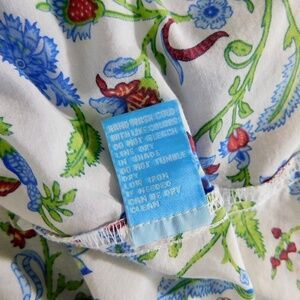 HAND WASH COLD
WITH LIKE COLORS
DO NOT BLEACH
LINE DRY
IN SHADE
DO NOT TUMBLE
DRY
IRON
IF NEEDED
CAN BE DRY
CLEAN